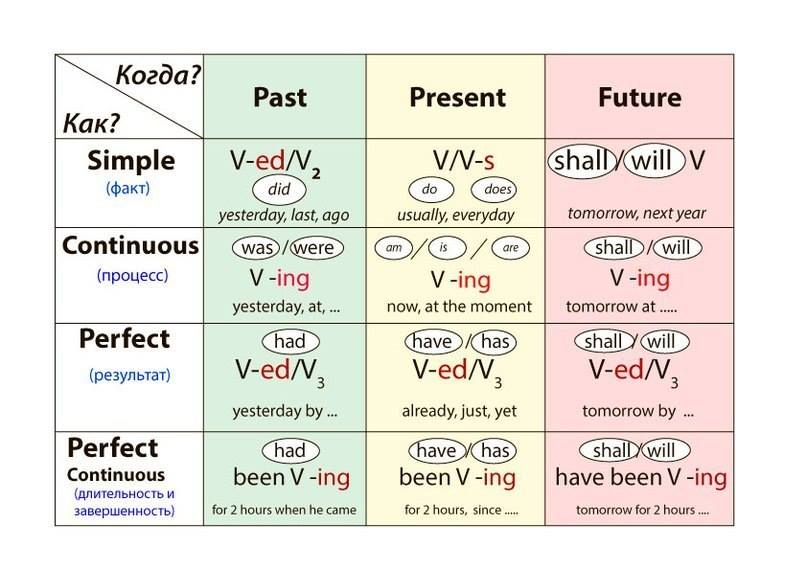 Когда?
Как?
Past
Present
Future
Simple
(факт)
V-ed/V2
did
yesterday, last, ago
V/V-s
do does
usually, everyday
shall/will V
tomorrow, next year
Continuous
(процесс)
was/were
V -ing
yesterday, at, ...
am/is/are
V -ing
now, at the moment
shall/will
V -ing
tomorrow at .....
Perfect
(результат)
had
V-ed/V3
yesterday by ...
have/has
V-ed/V3
already, just, yet
shall/will
V-ed/V3
tomorrow by ...
Perfect
Continuous
(длительность и
завершенность)
had
been V -ing
for 2 hours when he came
have/has
been V -ing
for 2 hours, since .....
shall/will
have been V -ing
tomorrow for 2 hours ....